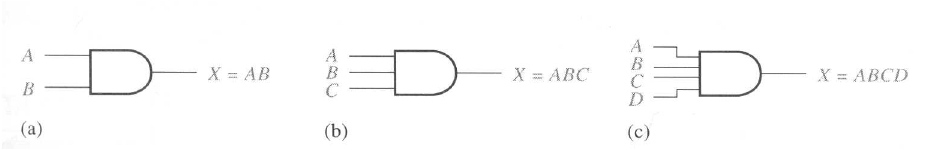 A
B
X = AB
(a)
A
B
C
X = ABC
(b)
A
B
C
D
X = ABCD
(c)